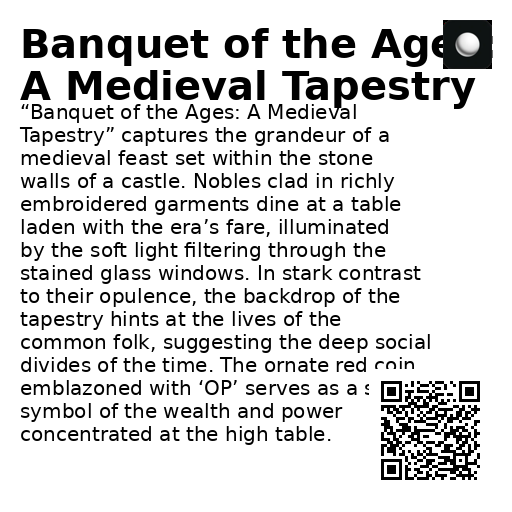 Banquet of the Ages:
A Medieval Tapestry
“Banquet of the Ages: A Medieval
Tapestry” captures the grandeur of a
medieval feast set within the stone
walls of a castle. Nobles clad in richly
embroidered garments dine at a table
laden with the era’s fare, illuminated
by the soft light filtering through the
stained glass windows. In stark contrast
to their opulence, the backdrop of the
tapestry hints at the lives of the
common folk, suggesting the deep social
divides of the time. The ornate red coin
emblazoned with ‘OP’ serves as a
symbol of the wealth and power
concentrated at the high table.